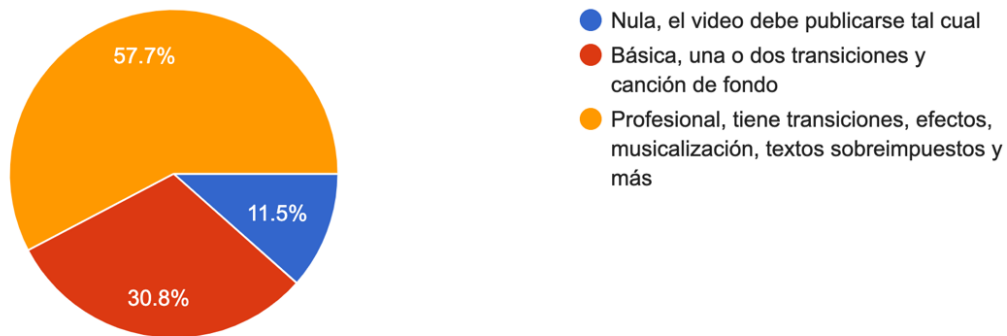 57.7%
11.5%
30.8%
Nula, el video debe publicarse tal cual
Básica, una o dos transiciones y
canción de fondo
Profesional, tiene transiciones, efectos,
musicalización, textos sobreimpuestos y
más